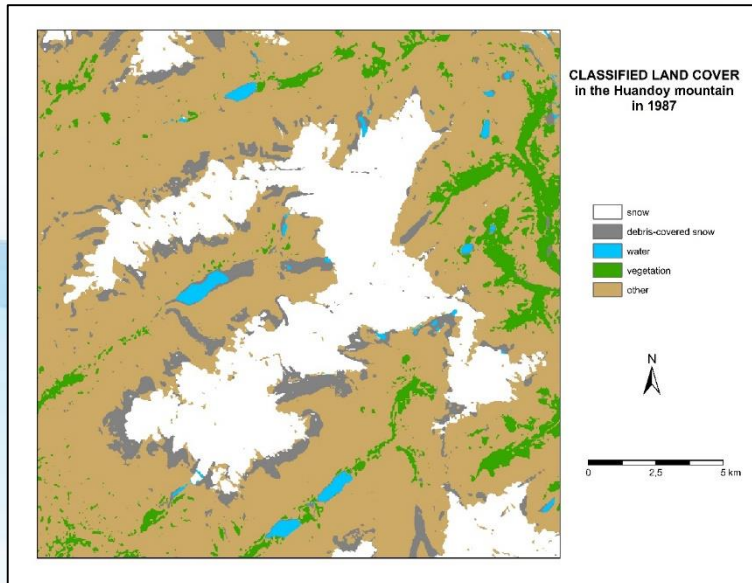 CLASSIFIED LAND COVER
in the Huandoy mountain
in 1987
snow
debris-covered snow
water
vegetation
other
N
0 2,5 5 km